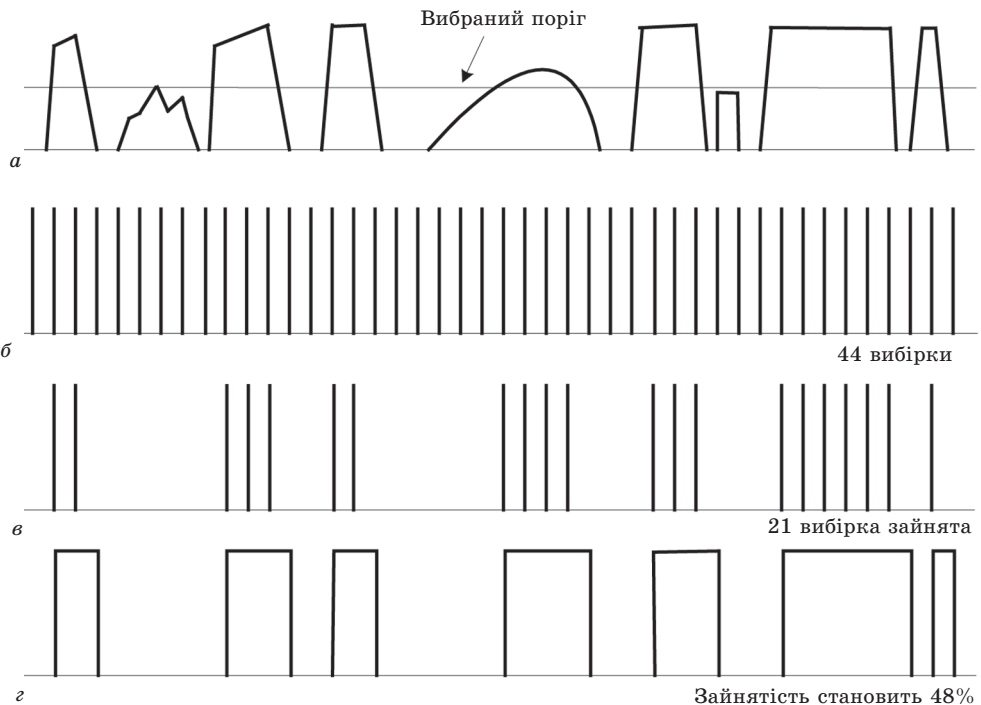 Вибраний поріг
а
б
44 вибірки
в
21 вибірка зайнята
г
Зайнятість становить 48%